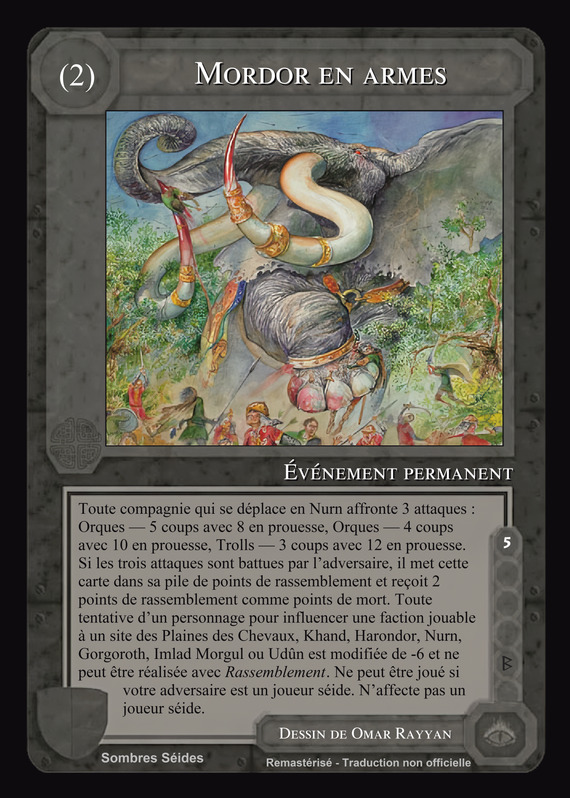 (2)
MORDOR EN ARMES
ÉVÉNEMENT PERMANENT
Toute compagnie qui se déplace en Nurn affronte 3 attaques :
Orques — 5 coups avec 8 en prouesse, Orques — 4 coups
avec 10 en prouesse, Trolls — 3 coups avec 12 en prouesse.
Si les trois attaques sont battues par l’adversaire, il met cette
carte dans sa pile de points de rassemblement et reçoit 2
points de rassemblement comme points de mort. Toute
tentative d’un personnage pour influencer une faction jouable
à un site des Plaines des Chevaux, Khand, Harondor, Nurn,
Gorgoroth, Imlad Morgul ou Udûn est modifiée de -6 et ne
peut être réalisée avec Rassemblement. Ne peut être joué si
votre adversaire est un joueur séide. N’affecte pas un
joueur séide.
5
DESSIN DE OMAR RAYYAN
Sombres Séides
Remastérisé - Traduction non officielle